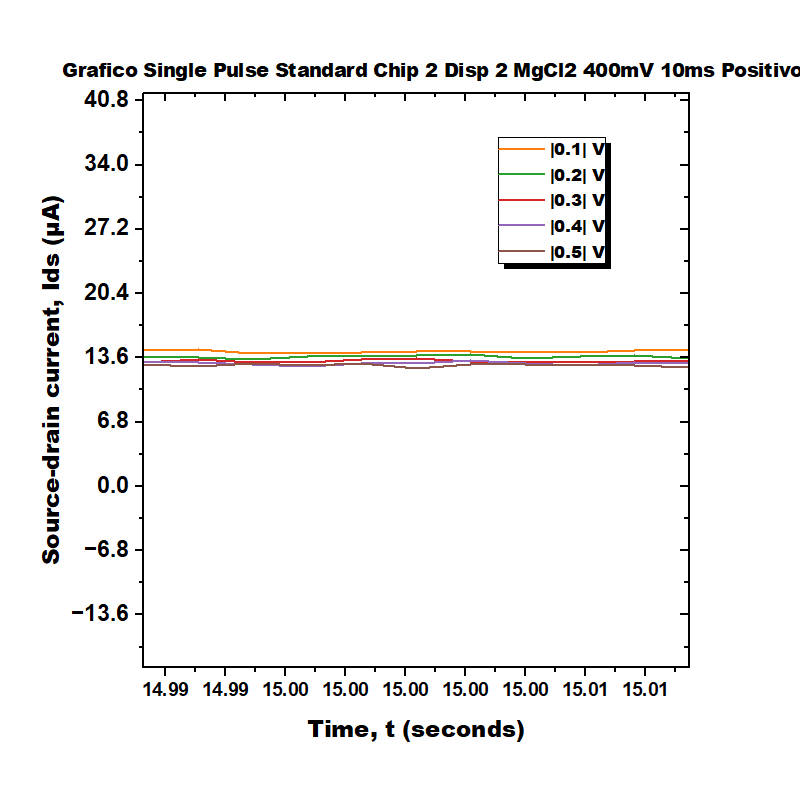 Grafico Single Pulse Standard Chip 2 Disp 2 MgCl2 400mV 10ms Positivo
40.8
34.0
27.2
20.4
13.6
6.8
0.0
−6.8
−13.6
Source-drain current, Ids (µA)
|0.1| V
|0.2| V
|0.3| V
|0.4| V
|0.5| V
14.99 14.99 15.00 15.00 15.00 15.00 15.00 15.01 15.01
Time, t (seconds)